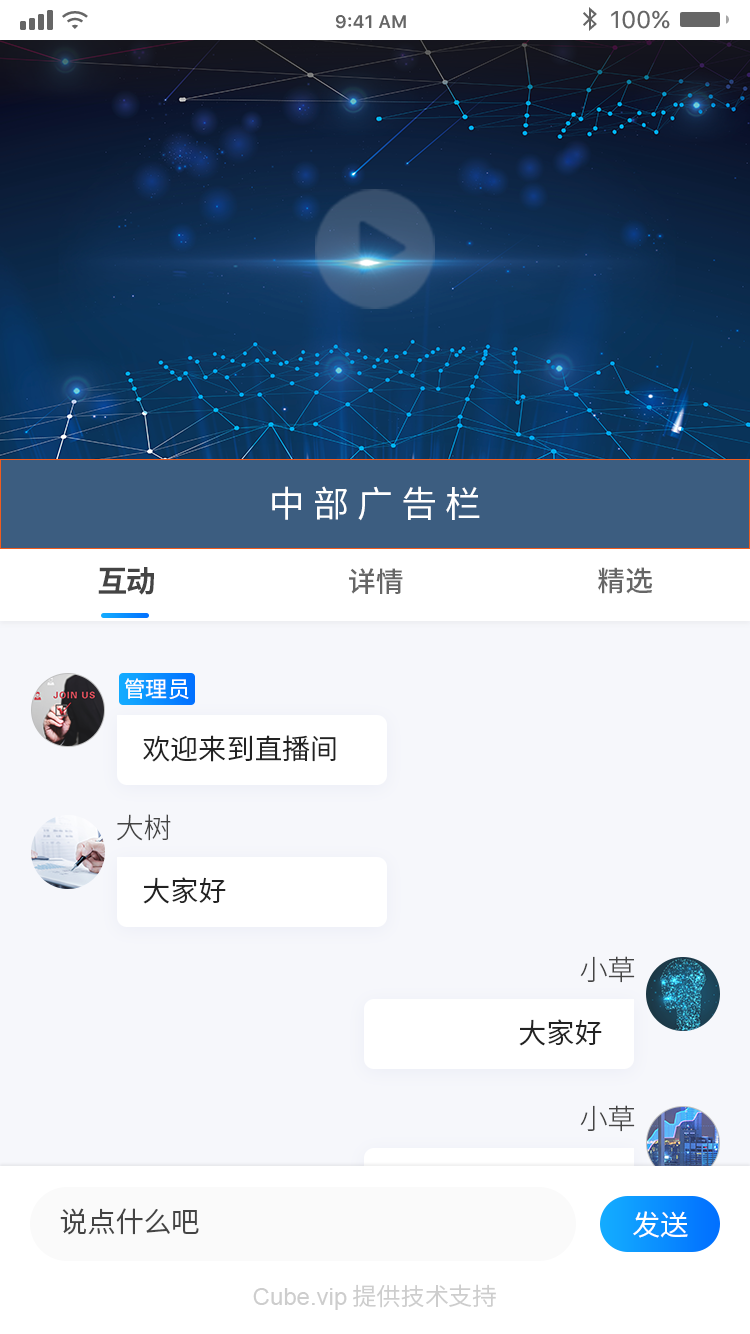 9:41 AM
100%
中部广告栏
互动
详情
精选
JOIN US
管理员
欢迎来到直播间
大树
大家好
小草
大家好
小草
说点什么吧
发送
Cube.vip 提供技术支持